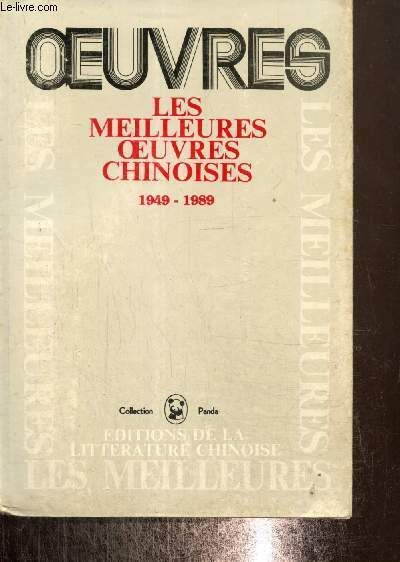 Le-livre.com
ŒUVRES
LES
MEILLEURES
ŒUVRES
CHINOISES
1949 - 1989
LES MEILLEURES
LES MEILLEURES
Collection Panda
EDITIONS DE LA
LITTERATURE CHINOISE
LES MEILLEURES